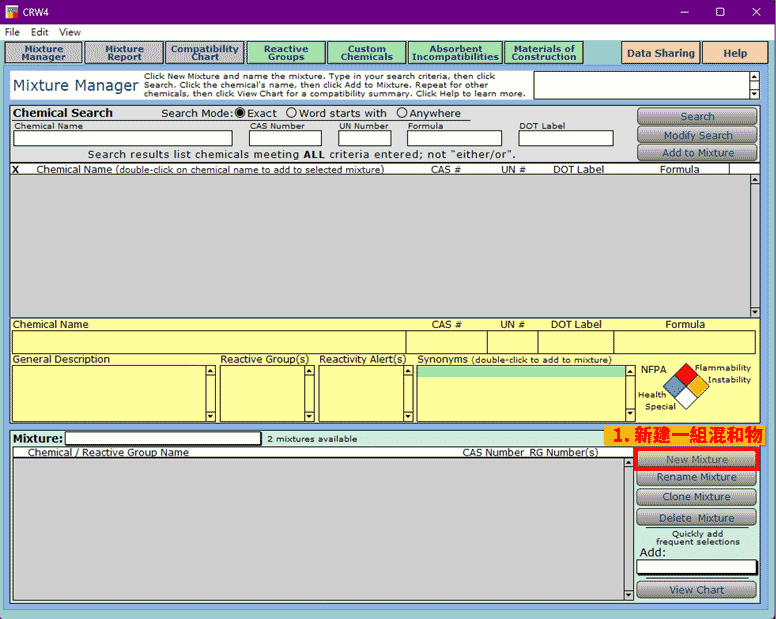 CRW4
File Edit View
Mixture Manager
Mixture Report
Compatibility Chart
Reactive Groups
Custom Chemicals
Absorbent Incompatibilities
Materials of Construction
Data Sharing
Help
Mixture Manager
Click New Mixture and name the mixture. Type in your search criteria, then click
Search. Click the chemical's name, then click Add to Mixture. Repeat for other
chemicals, then click View Chart for a compatibility summary. Click Help to learn more.
Chemical Search Search Mode: Exact Word starts with Anywhere
Chemical Name CAS Number UN Number Formula DOT Label
Search results list chemicals meeting ALL criteria entered; not "either/or".
Search
Modify Search
Add to Mixture
X Chemical Name (double-click on chemical name to add to selected mixture) CAS # UN # DOT Label Formula
Chemical Name CAS # UN # DOT Label Formula
General Description Reactive Group(s) Reactivity Alert(s) Synonyms (double-click to add to mixture)
NFPA
Flammability
Instability
Health
Special
Mixture: 2 mixtures available
1. 新建一組混和物
Chemical / Reactive Group Name CAS Number RG Number(s)
New Mixture
Rename Mixture
Clone Mixture
Delete Mixture
Quickly add
frequent selections
Add:
View Chart